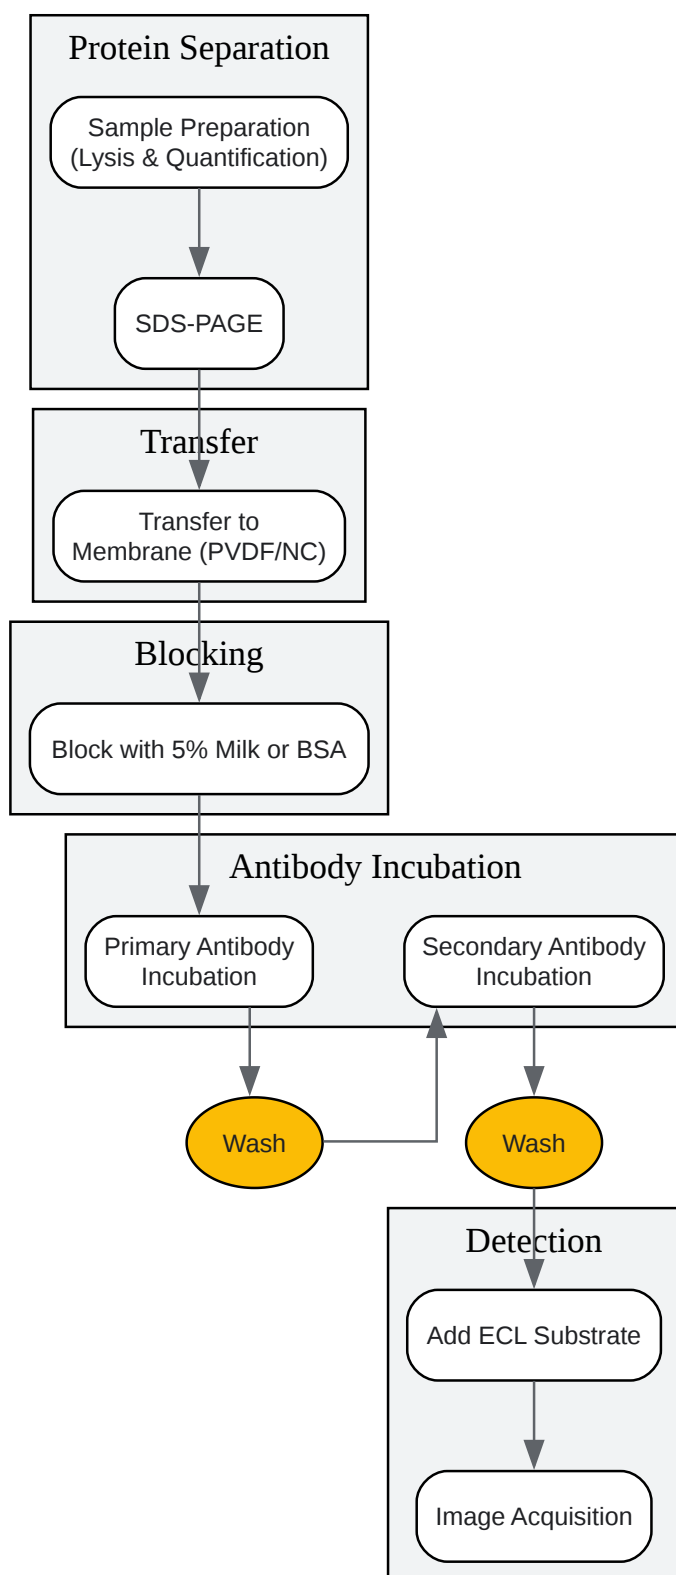 Protein Separation
Sample Preparation
(Lysis & Quantification)
SDS-PAGE
Transfer
Transfer to
Membrane (PVDF/NC)
Blocking
Block with 5% Milk or BSA
Antibody Incubation
Primary Antibody
Incubation
Secondary Antibody
Incubation
Wash
Wash
Detection
Add ECL Substrate
Image Acquisition